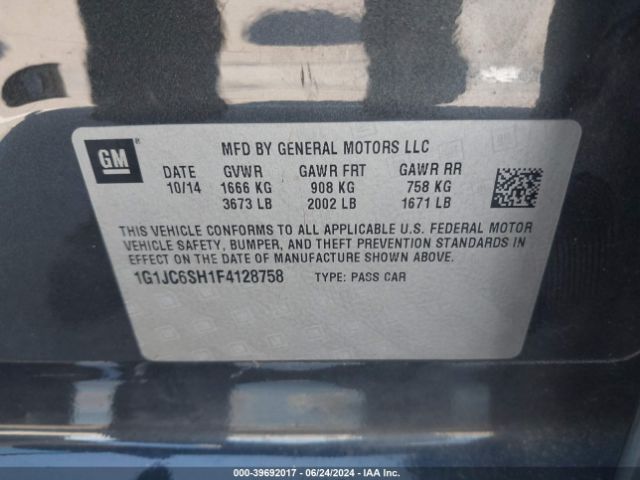 GM
MFD BY GENERAL MOTORS LLC
DATE GVWR GAWR FRT GAWR RR
10/14 1666 KG 908 KG 758 KG
3673 LB 2002 LB 1671 LB
THIS VEHICLE CONFORMS TO ALL APPLICABLE U.S. FEDERAL MOTOR
VEHICLE SAFETY, BUMPER, AND THEFT PREVENTION STANDARDS IN
EFFECT ON THE DATE OF MANUFACTURE SHOWN ABOVE.
1G1JC6SH1F4128758 TYPE: PASS CAR
000-39692017 - 06/24/2024 - IAA Inc.